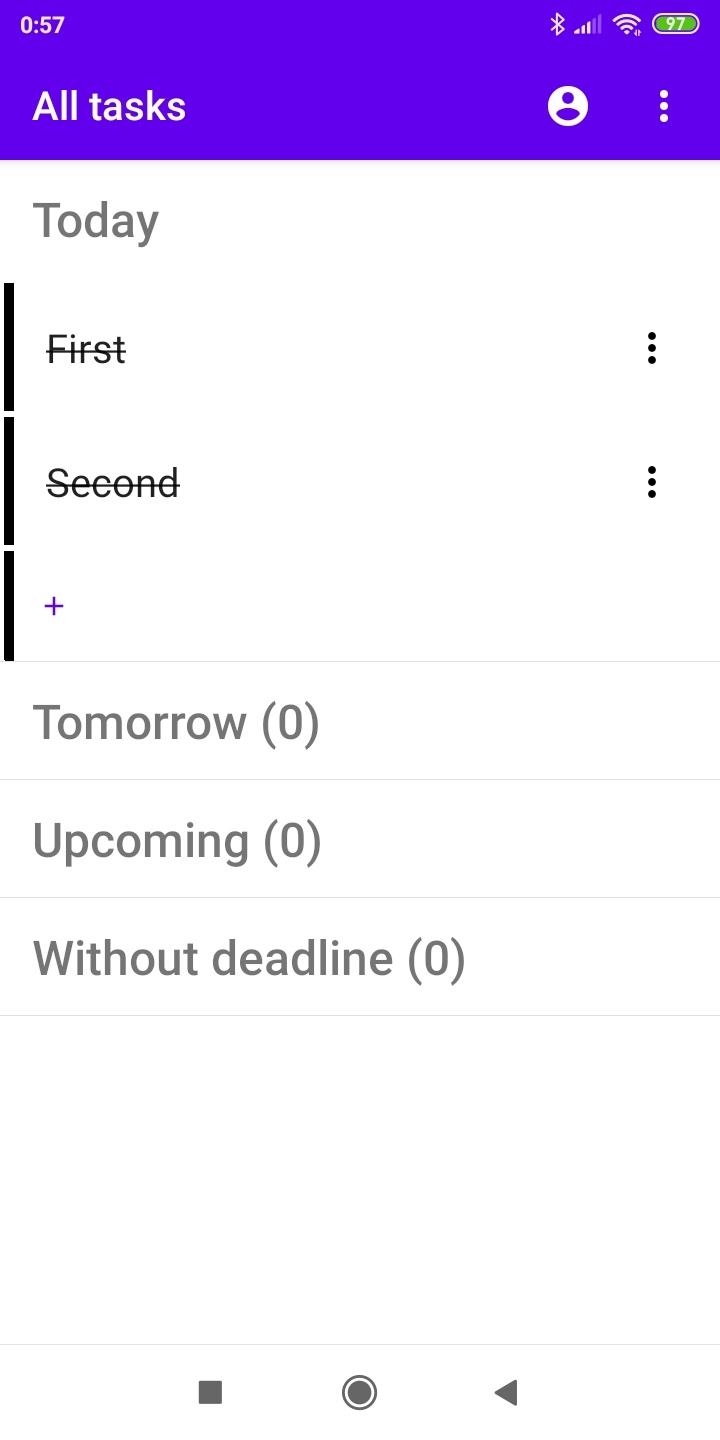 0:57
97
All tasks
Today
First
Second
+
Tomorrow (0)
Upcoming (0)
Without deadline (0)